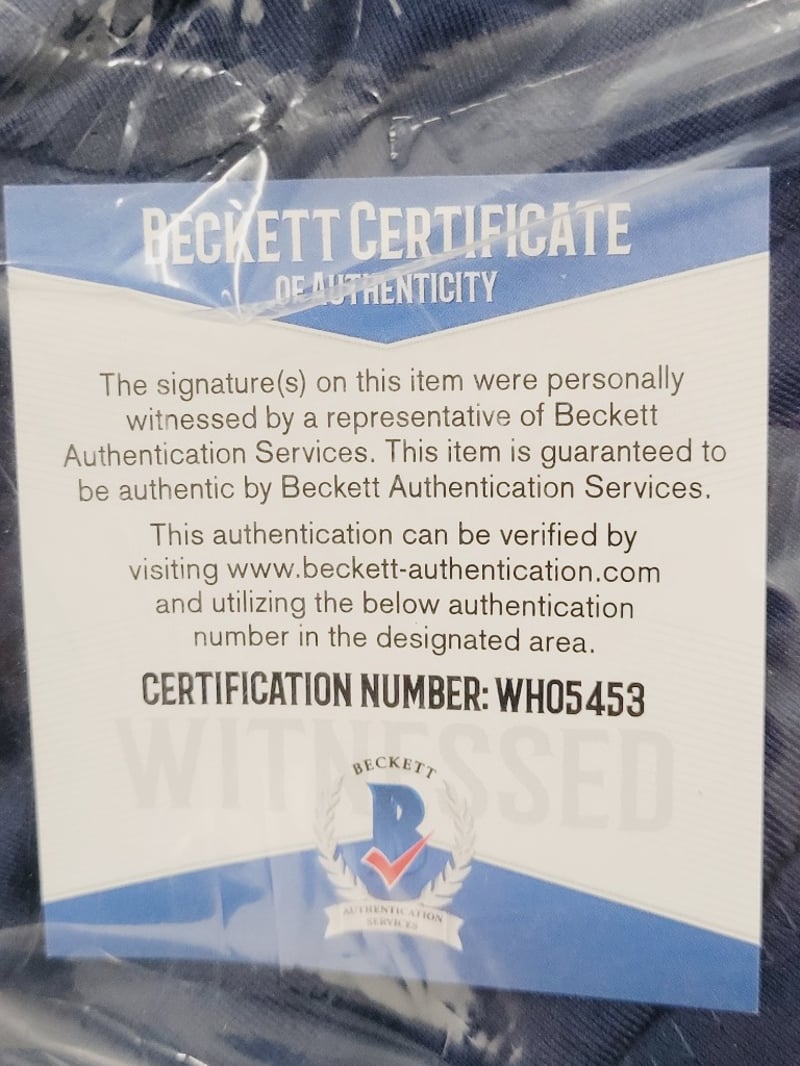 BECKETT CERTIFICATE
OF AUTHENTICITY
The signature(s) on this item were personally
witnessed by a representative of Beckett
Authentication Services. This item is guaranteed to
be authentic by Beckett Authentication Services.
This authentication can be verified by
visiting www.beckett-authentication.com
and utilizing the below authentication
number in the designated area.
CERTIFICATION NUMBER: WH05453
WITNESSED
BECKETT
B
AUTHENTICATION
SERVICES